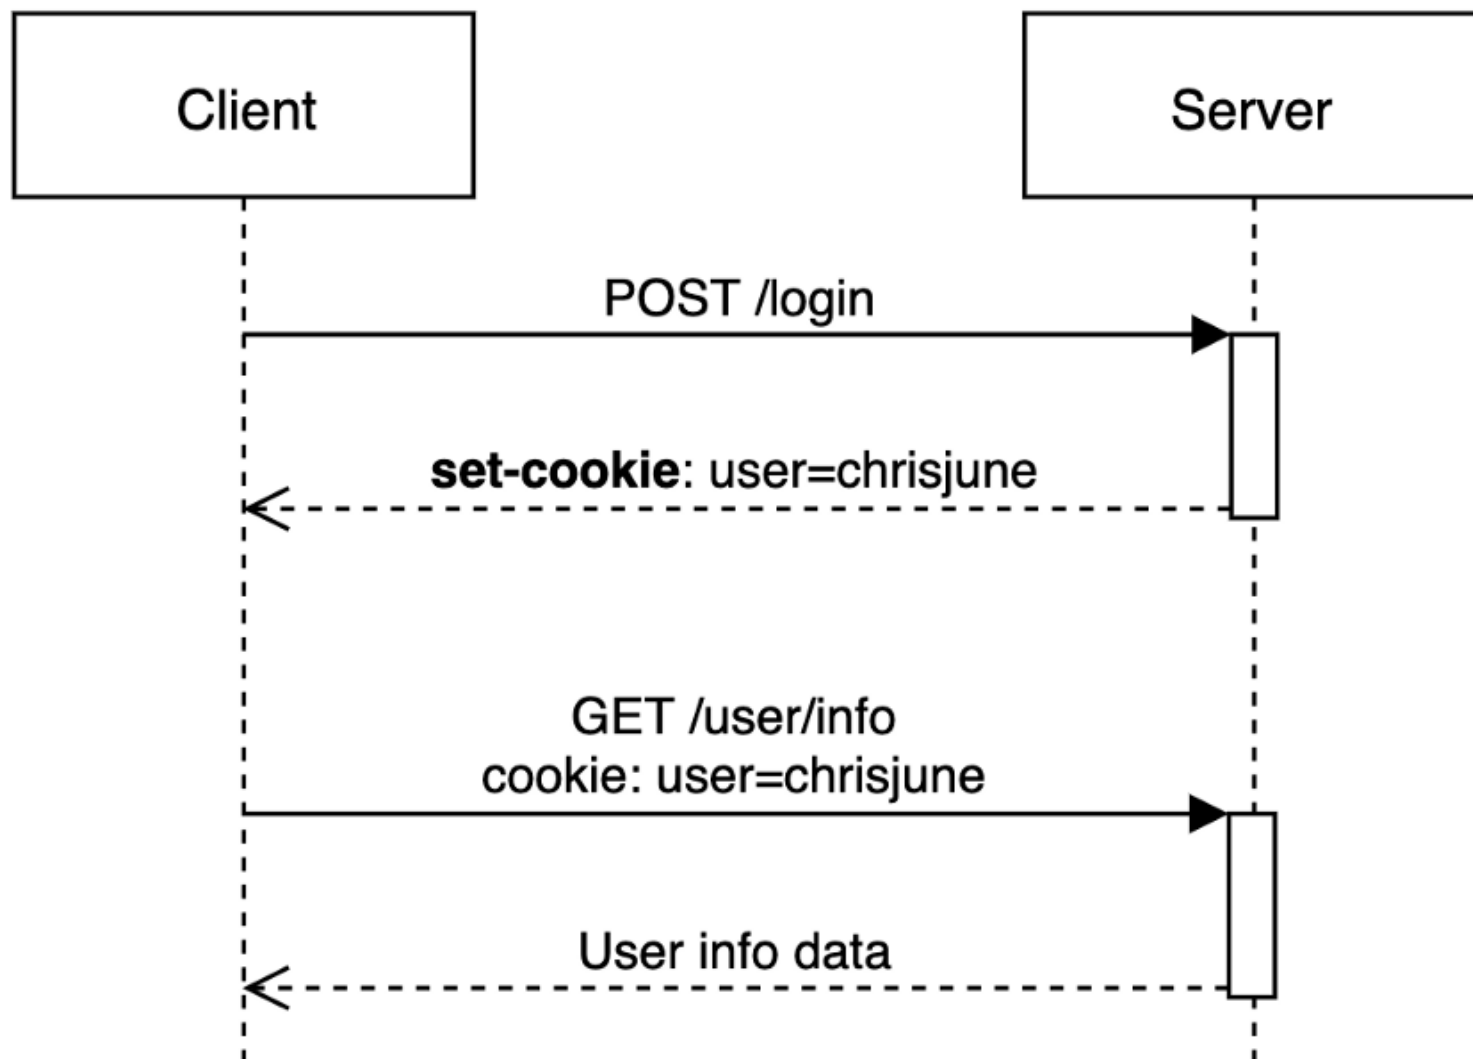 Client
Server
POST /login
set-cookie: user=chrisjune
GET /user/info
cookie: user=chrisjune
User info data